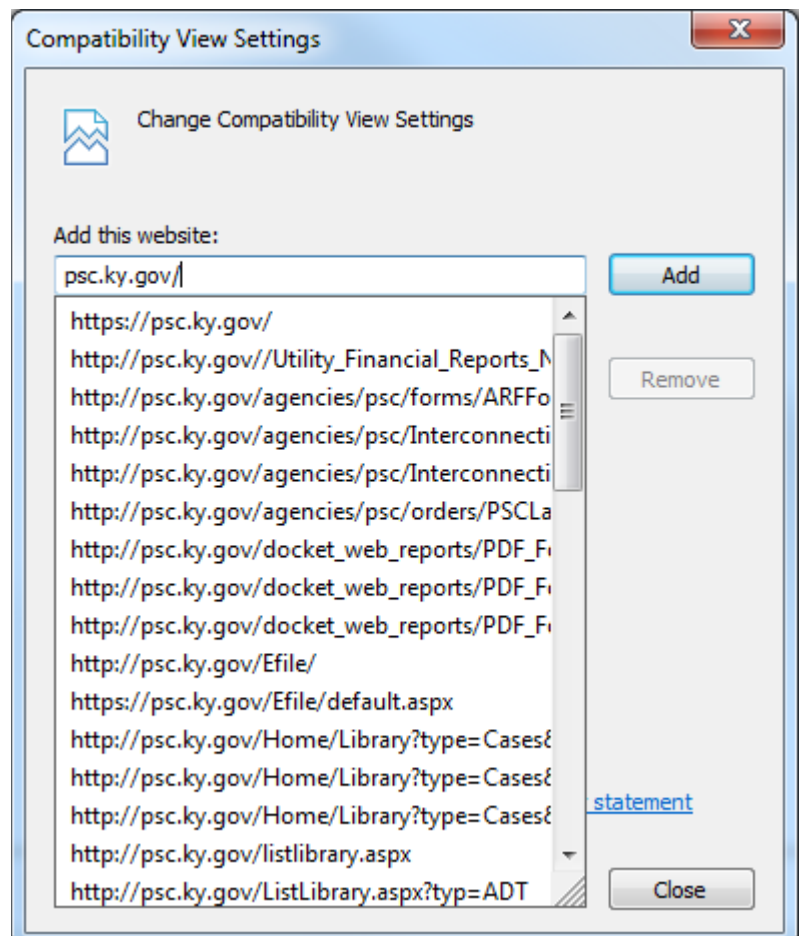 Compatibility View Settings
Change Compatibility View Settings
Add this website:
psc.ky.gov/
Add
https://psc.ky.gov/
http://psc.ky.gov//Utility_Financial_Reports_N
Remove
http://psc.ky.gov/agencies/psc/forms/ARFFo
http://psc.ky.gov/agencies/psc/Interconnecti
http://psc.ky.gov/agencies/psc/Interconnecti
http://psc.ky.gov/agencies/psc/orders/PSCLa
http://psc.ky.gov/docket_web_reports/PDF_F
http://psc.ky.gov/docket_web_reports/PDF_F
http://psc.ky.gov/docket_web_reports/PDF_F
http://psc.ky.gov/Efile/
https://psc.ky.gov/Efile/default.aspx
http://psc.ky.gov/Home/Library?type=Cases&
http://psc.ky.gov/Home/Library?type=Cases&
http://psc.ky.gov/Home/Library?type=Cases&
statement
http://psc.ky.gov/listlibrary.aspx
http://psc.ky.gov/ListLibrary.aspx?typ=ADT
Close